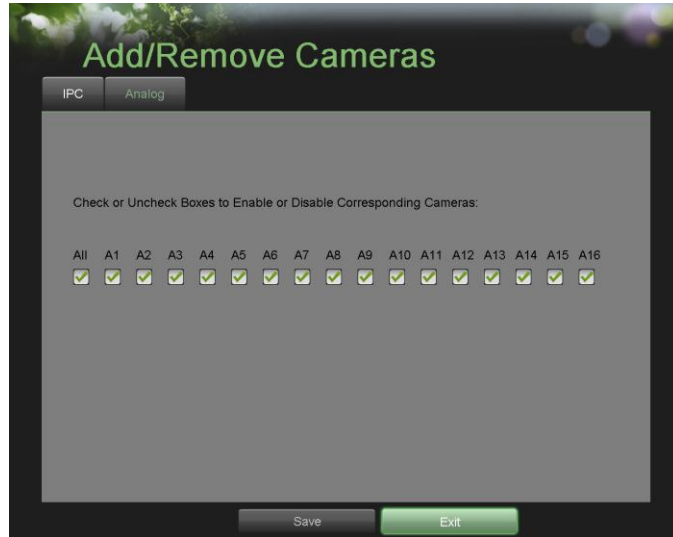 Add/Remove Cameras
IPC Analog
Check or Uncheck Boxes to Enable or Disable Corresponding Cameras:
All A1 A2 A3 A4 A5 A6 A7 A8 A9 A10 A11 A12 A13 A14 A15 A16
Save Exit